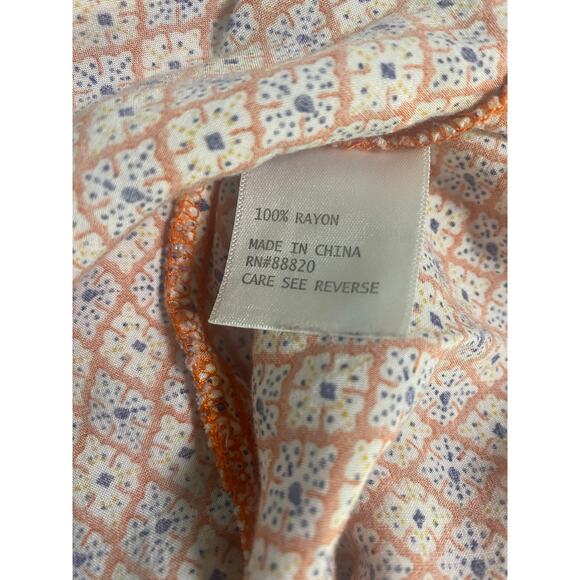 100% RAYON
MADE IN CHINA
RN#88820
CARE SEE REVERSE